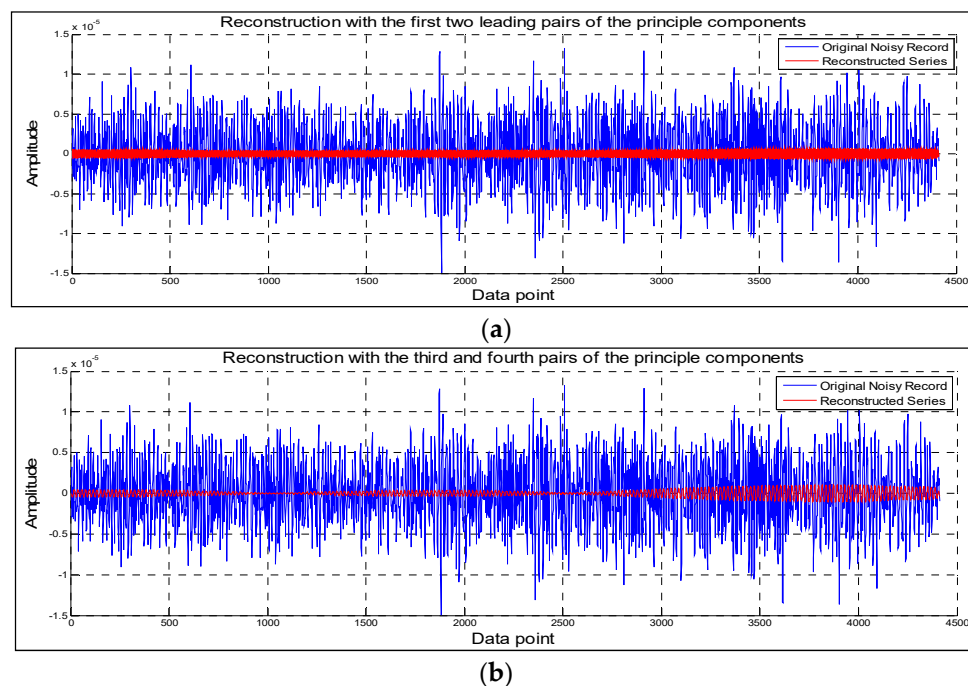 Reconstruction with the first two leading pairs of the principle components
x 10⁻⁵
1.5
1
0.5
0
-0.5
-1
-1.5
Amplitude
Original Noisy Record
Reconstructed Series
0 500 1000 1500 2000 2500 3000 3500 4000 4500
Data point
(a)
Reconstruction with the third and fourth pairs of the principle components
x 10⁻⁵
1.5
1
0.5
0
-0.5
-1
-1.5
Amplitude
Original Noisy Record
Reconstructed Series
0 500 1000 1500 2000 2500 3000 3500 4000 4500
Data point
(b)